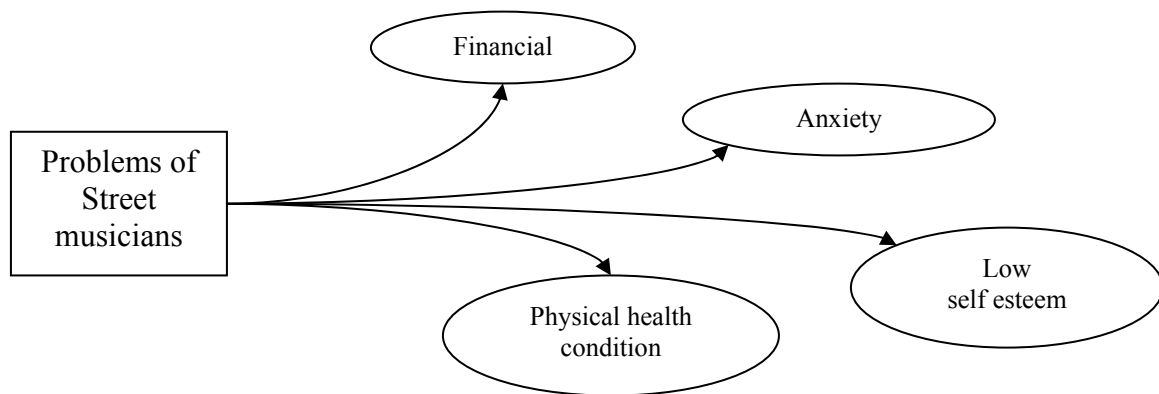 Financial
Anxiety
Problems of
Street
musicians
Low
self esteem
Physical health
condition